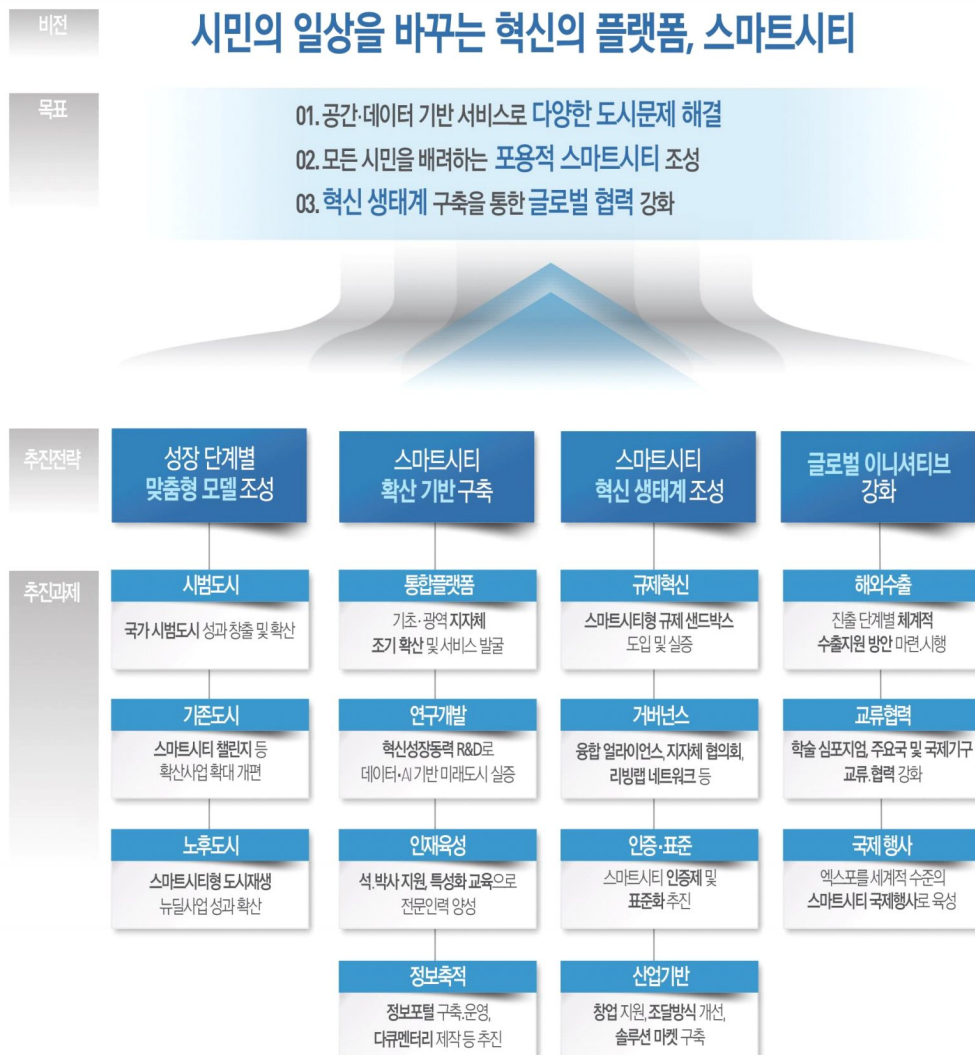 비전
시민의 일상을 바꾸는 혁신의 플랫폼, 스마트시티
목표
01. 공간·데이터 기반 서비스로 다양한 도시문제 해결
02. 모든 시민을 배려하는 포용적 스마트시티 조성
03. 혁신 생태계 구축을 통한 글로벌 협력 강화
추진전략
성장 단계별
맞춤형 모델 조성
스마트시티
확산 기반 구축
스마트시티
혁신 생태계 조성
글로벌 이니셔티브
강화
추진과제
시범도시
국가 시범도시 성과 창출 및 확산
기존도시
스마트시티 챌린지 등
확산사업 확대 개편
노후도시
스마트시티형 도시재생
뉴딜사업 성과 확산
통합플랫폼
기초·광역 지자체
조기 확산 및 서비스 발굴
연구개발
혁신성장동력 R&D로
데이터·AI 기반 미래도시 실증
인재육성
석.박사 지원, 특성화 교육으로
전문인력 양성
정보축적
정보포털 구축.운영,
다큐멘터리 제작 등 추진
규제혁신
스마트시티형 규제 샌드박스
도입 및 실증
거버넌스
융합 얼라이언스, 지자체 협의회,
리빙랩 네트워크 등
인증·표준
스마트시티 인증제 및
표준화 추진
산업기반
창업 지원, 조달방식 개선,
솔루션 마켓 구축
해외수출
진출 단계별 체계적
수출지원 방안 마련.시행
교류협력
학술 심포지엄, 주요국 및 국제기구
교류.협력 강화
국제 행사
엑스포를 세계적 수준의
스마트시티 국제행사로 육성